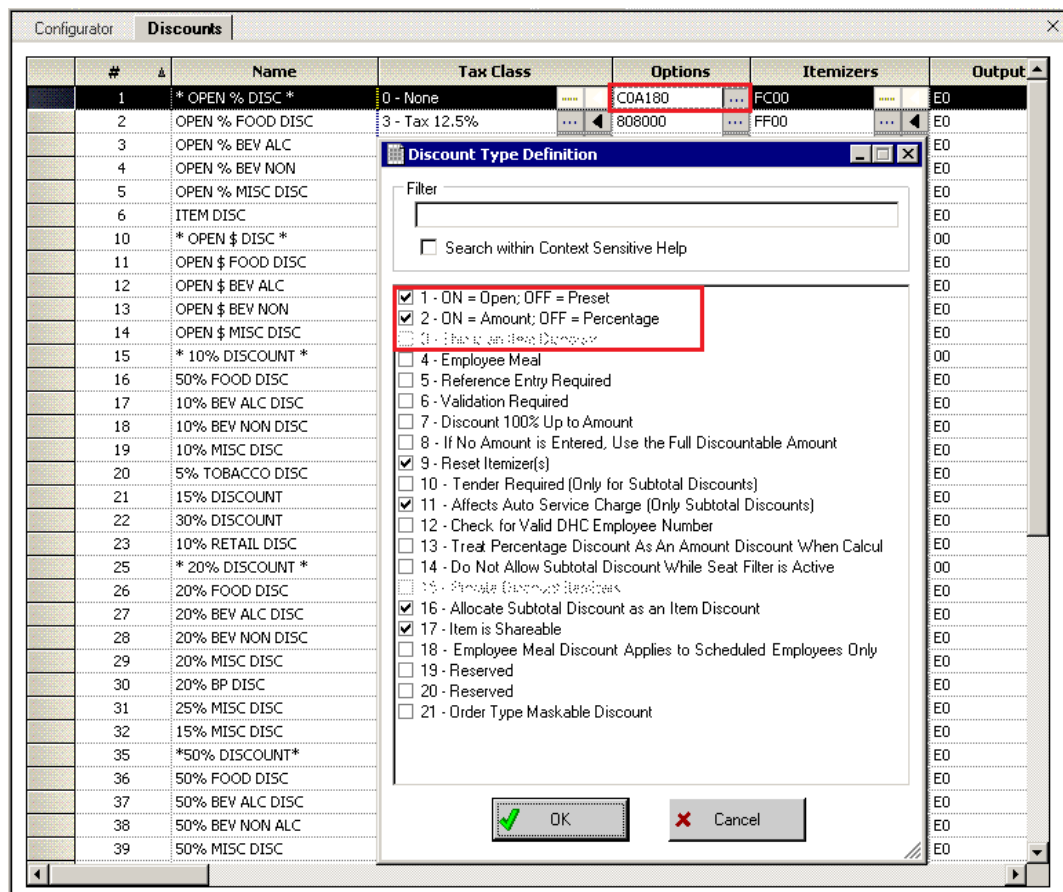 Configurator Discounts
# Name Tax Class Options Itemizers Output
1 * OPEN % DISC * 0 - None C0A180 ... FC00 E0
2 OPEN % FOOD DISC 3 - Tax 12.5% ... 808000 ... FF00 ... E0
3 OPEN % BEV ALC E0
4 OPEN % BEV NON E0
5 OPEN % MISC DISC E0
6 ITEM DISC E0
10 * OPEN $ DISC * 00
11 OPEN $ FOOD DISC E0
12 OPEN $ BEV ALC E0
13 OPEN $ BEV NON E0
14 OPEN $ MISC DISC E0
15 * 10% DISCOUNT * 00
16 50% FOOD DISC E0
17 10% BEV ALC DISC E0
18 10% BEV NON DISC E0
19 10% MISC DISC E0
20 5% TOBACCO DISC E0
21 15% DISCOUNT E0
22 30% DISCOUNT E0
23 10% RETAIL DISC E0
25 * 20% DISCOUNT * 00
26 20% FOOD DISC E0
27 20% BEV ALC DISC E0
28 20% BEV NON DISC E0
29 20% MISC DISC E0
30 20% BP DISC E0
31 25% MISC DISC E0
32 15% MISC DISC E0
35 *50% DISCOUNT* E0
36 50% FOOD DISC E0
37 50% BEV ALC DISC E0
38 50% BEV NON ALC E0
39 50% MISC DISC E0
Discount Type Definition
Filter
Search within Context Sensitive Help
1 - ON = Open; OFF = Preset
2 - ON = Amount; OFF = Percentage
4 - Employee Meal
5 - Reference Entry Required
6 - Validation Required
7 - Discount 100% Up to Amount
8 - If No Amount is Entered, Use the Full Discountable Amount
9 - Reset Itemizer(s)
10 - Tender Required (Only for Subtotal Discounts)
11 - Affects Auto Service Charge (Only Subtotal Discounts)
12 - Check for Valid DHC Employee Number
13 - Treat Percentage Discount As An Amount Discount When Calcul
14 - Do Not Allow Subtotal Discount While Seat Filter is Active
16 - Allocate Subtotal Discount as an Item Discount
17 - Item is Shareable
18 - Employee Meal Discount Applies to Scheduled Employees Only
19 - Reserved
20 - Reserved
21 - Order Type Maskable Discount
OK Cancel